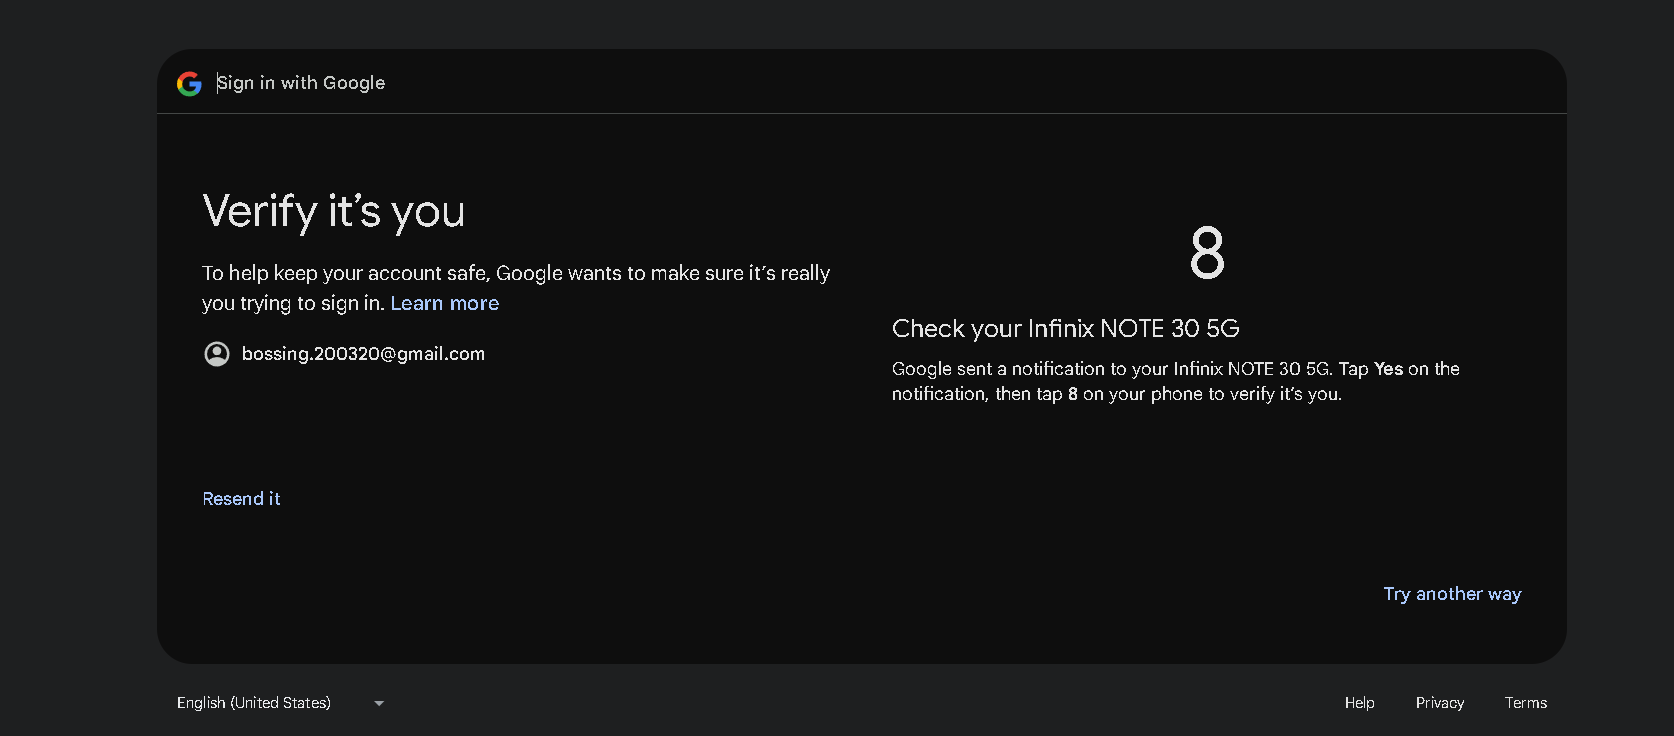 Sign in with Google
Verify it's you
To help keep your account safe, Google wants to make sure it's really
you trying to sign in. Learn more
bossing.200320@gmail.com
Resend it
8
Check your Infinix NOTE 30 5G
Google sent a notification to your Infinix NOTE 30 5G. Tap Yes on the
notification, then tap 8 on your phone to verify it's you.
Try another way
English (United States)
Help
Privacy
Terms